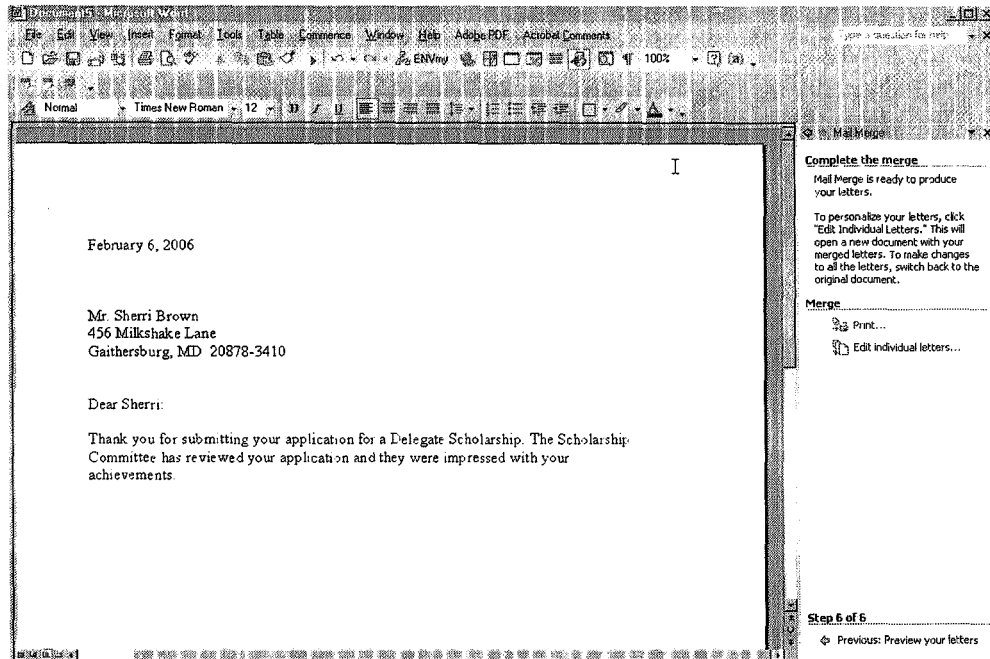 Document5 - Microsoft Word
File Edit View Insert Format Tools Table Commence Window Help Adobe PDF Acrobat Comments
Type a question for help
ENVmy 100%
Normal Times New Roman 12
Mail Merge
Complete the merge
Mail Merge is ready to produce
your letters.
To personalize your letters, click
"Edit Individual Letters." This will
open a new document with your
merged letters. To make changes
to all the letters, switch back to the
original document.
Merge
Print...
Edit individual letters...
Step 6 of 6
Previous: Preview your letters
February 6, 2006
Mr. Sherri Brown
456 Milkshake Lane
Gaithersburg, MD 20878-3410
Dear Sherri:
Thank you for submitting your application for a Delegate Scholarship. The Scholarship
Committee has reviewed your application and they were impressed with your
achievements.